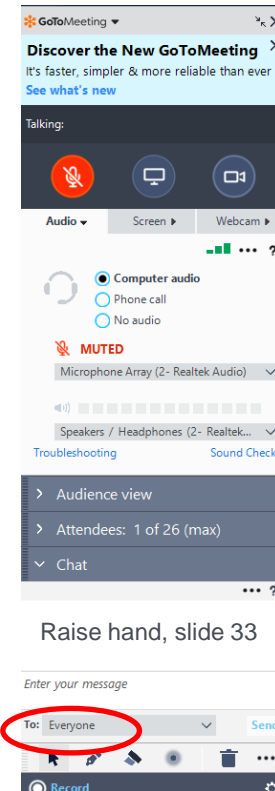 GoToMeeting
Discover the New GoToMeeting
It's faster, simpler & more reliable than ever
See what's new
Talking:
Audio Screen Webcam
... ?
Computer audio
Phone call
No audio
MUTED
Microphone Array (2- Realtek Audio)
Speakers / Headphones (2- Realtek...
Troubleshooting Sound Check
Audience view
Attendees: 1 of 26 (max)
Chat
... ?
Raise hand, slide 33
Enter your message
To: Everyone Send
...
Record